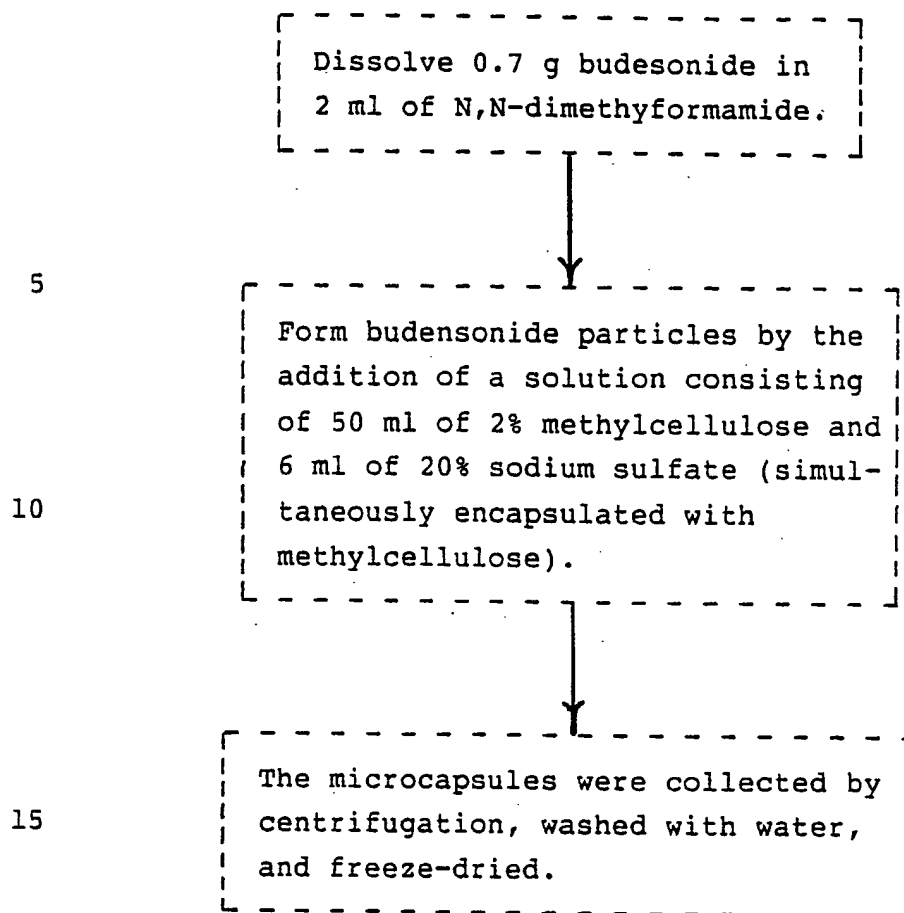 Dissolve 0.7 g budesonide in
2 ml of N,N-dimethyformamide.
5
Form budensonide particles by the
addition of a solution consisting
of 50 ml of 2% methylcellulose and
6 ml of 20% sodium sulfate (simul-
10
taneously encapsulated with
methylcellulose).
The microcapsules were collected by
15
centrifugation, washed with water,
and freeze-dried.